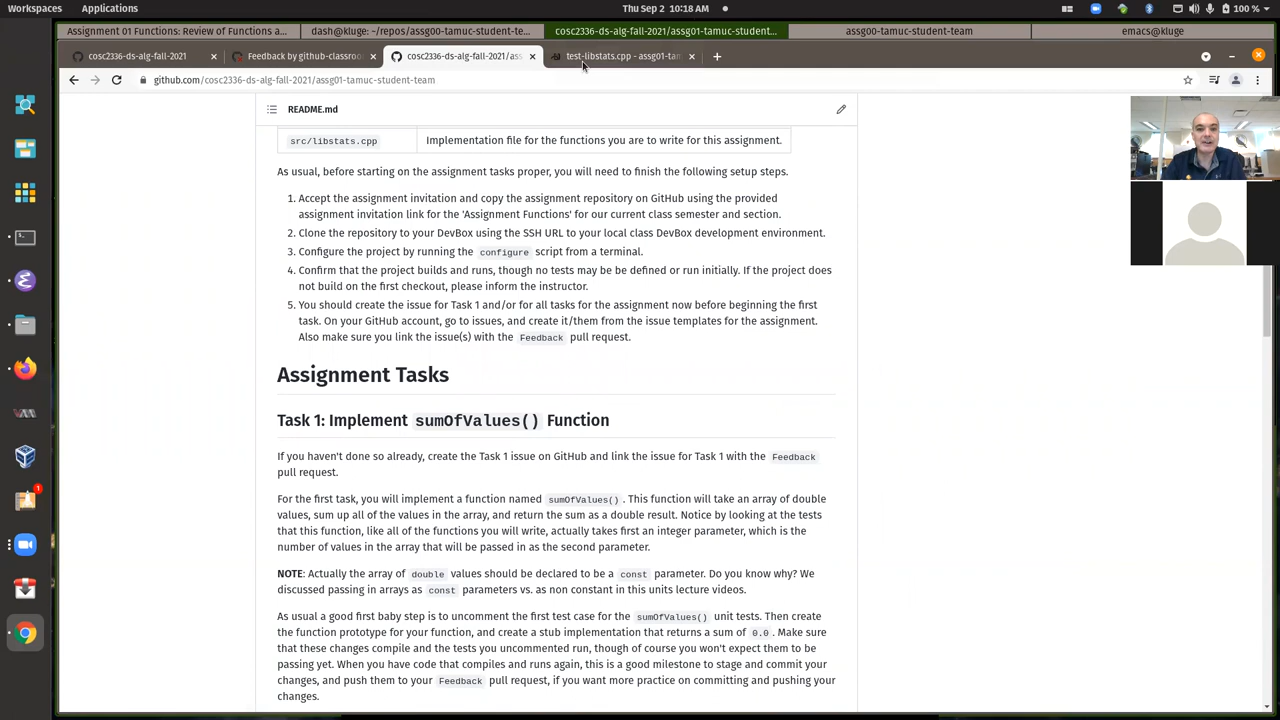 Workspaces Applications Thu Sep 2 10:18 AM 100 %
Assignment 01 Functions: Review of Functions a... dash@kluge: ~/repos/assg00-tamuc-student-te... cosc2336-ds-alg-fall-2021/assg01-tamuc-student-team... assg00-tamuc-student-team emacs@kluge
cosc2336-ds-alg-fall-2021 Feedback by github-classroo cosc2336-ds-alg-fall-2021/ass test-libstats.cpp - assg01-tam
github.com/cosc2336-ds-alg-fall-2021/assg01-tamuc-student-team
README.md
src/libstats.cpp Implementation file for the functions you are to write for this assignment.
As usual, before starting on the assignment tasks proper, you will need to finish the following setup steps.
1. Accept the assignment invitation and copy the assignment repository on GitHub using the provided
assignment invitation link for the 'Assignment Functions' for our current class semester and section.
2. Clone the repository to your DevBox using the SSH URL to your local class DevBox development environment.
3. Configure the project by running the configure script from a terminal.
4. Confirm that the project builds and runs, though no tests may be be defined or run initially. If the project does
not build on the first checkout, please inform the instructor.
5. You should create the issue for Task 1 and/or for all tasks for the assignment now before beginning the first
task. On your GitHub account, go to issues, and create it/them from the issue templates for the assignment.
Also make sure you link the issue(s) with the Feedback pull request.
Assignment Tasks
Task 1: Implement sumOfValues() Function
If you haven't done so already, create the Task 1 issue on GitHub and link the issue for Task 1 with the Feedback
pull request.
For the first task, you will implement a function named sumOfValues(). This function will take an array of double
values, sum up all of the values in the array, and return the sum as a double result. Notice by looking at the tests
that this function, like all of the functions you will write, actually takes first an integer parameter, which is the
number of values in the array that will be passed in as the second parameter.
NOTE: Actually the array of double values should be declared to be a const parameter. Do you know why? We
discussed passing in arrays as const parameters vs. as non constant in this units lecture videos.
As usual a good first baby step is to uncomment the first test case for the sumOfValues() unit tests. Then create
the function prototype for your function, and create a stub implementation that returns a sum of 0.0. Make sure
that these changes compile and the tests you uncommented run, though of course you won't expect them to be
passing yet. When you have code that compiles and runs again, this is a good milestone to stage and commit your
changes, and push them to your Feedback pull request, if you want more practice on committing and pushing your
changes.